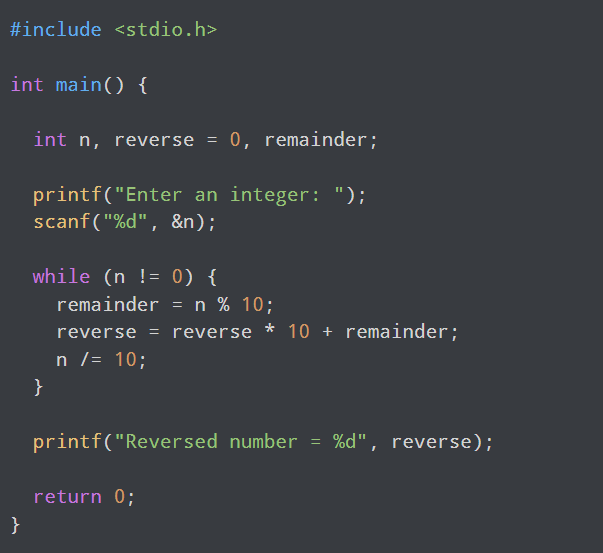 #include <stdio.h>
int main() {
int n, reverse = 0, remainder;
printf("Enter an integer: ");
scanf("%d", &n);
while (n != 0) {
remainder = n % 10;
reverse = reverse * 10 + remainder;
n /= 10;
}
printf("Reversed number = %d", reverse);
return 0;
}